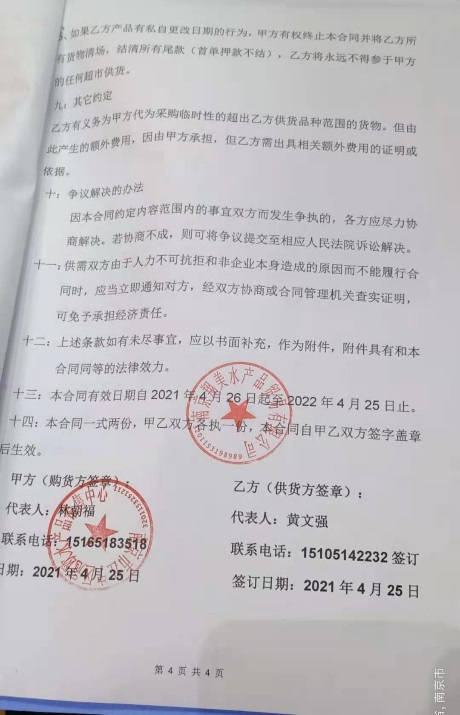 、如果乙方产品有私自更改日期的行为，甲方有权终止本合同并将乙方所
有货物清场，结清所有尾款（首单押款不结），乙方将永远不得参于甲方
的任何超市供货。
九：其它约定
乙方有义务为甲方代为采购临时性的超出乙方供货品种范围的货物。但由
此产生的额外费用，因由甲方承担，但乙方需出具相关额外费用的证明或
依据。
十：争议解决的办法
因本合同约定内容范围内的事宜双方而发生争执的，各方应尽力协
商解决。若协商不成，则可将争议提交至相应人民法院诉讼解决。
十一：供需双方由于人力不可抗拒和非企业本身造成的原因而不能履行合
同时，应当立即通知对方，经双方协商或合同管理机关查实证明，
可免予承担经济责任。
十二：上述条款如有未尽事宜，应以书面补充，作为附件，附件具有和本
合同同等的法律效力。
十三：本合同有效日期自 2021 年 4 月 26 日起至 2022 年 4 月 25 日止。
十四：本合同一式两份，甲乙双方各执一份，本合同自甲乙双方签字盖章
后生效。
甲方（购货方签章）：
代表人：林朝福
联系电话：15165183518
日期：2021 年 4 月 25 日
乙方（供货方签章）：
代表人：黄文强
联系电话：15105142232 签订
签订日期：2021 年 4 月 25 日
第 4 页 共 4 页
省，南京市